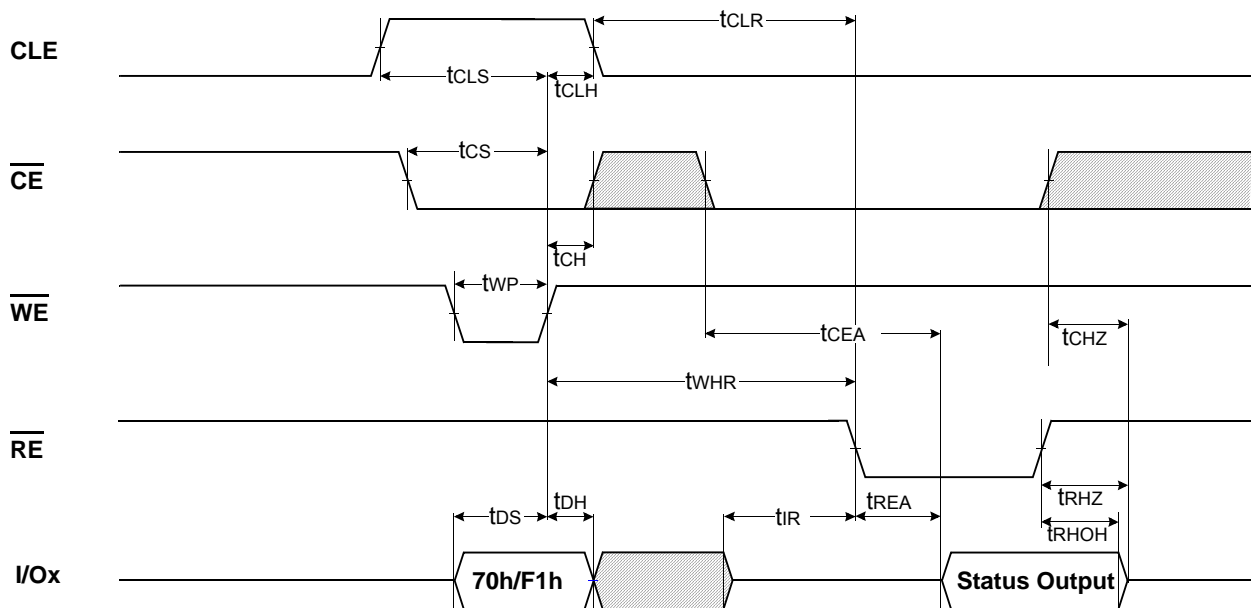 tCLR
CLE
tCLS
tCLH
tCS
CE
tCH
tWP
WE
tCEA
tCHZ
tWHR
RE
tDH
tREA
tRHZ
tDS
tIR
tRHOH
I/Ox
70h/F1h
Status Output